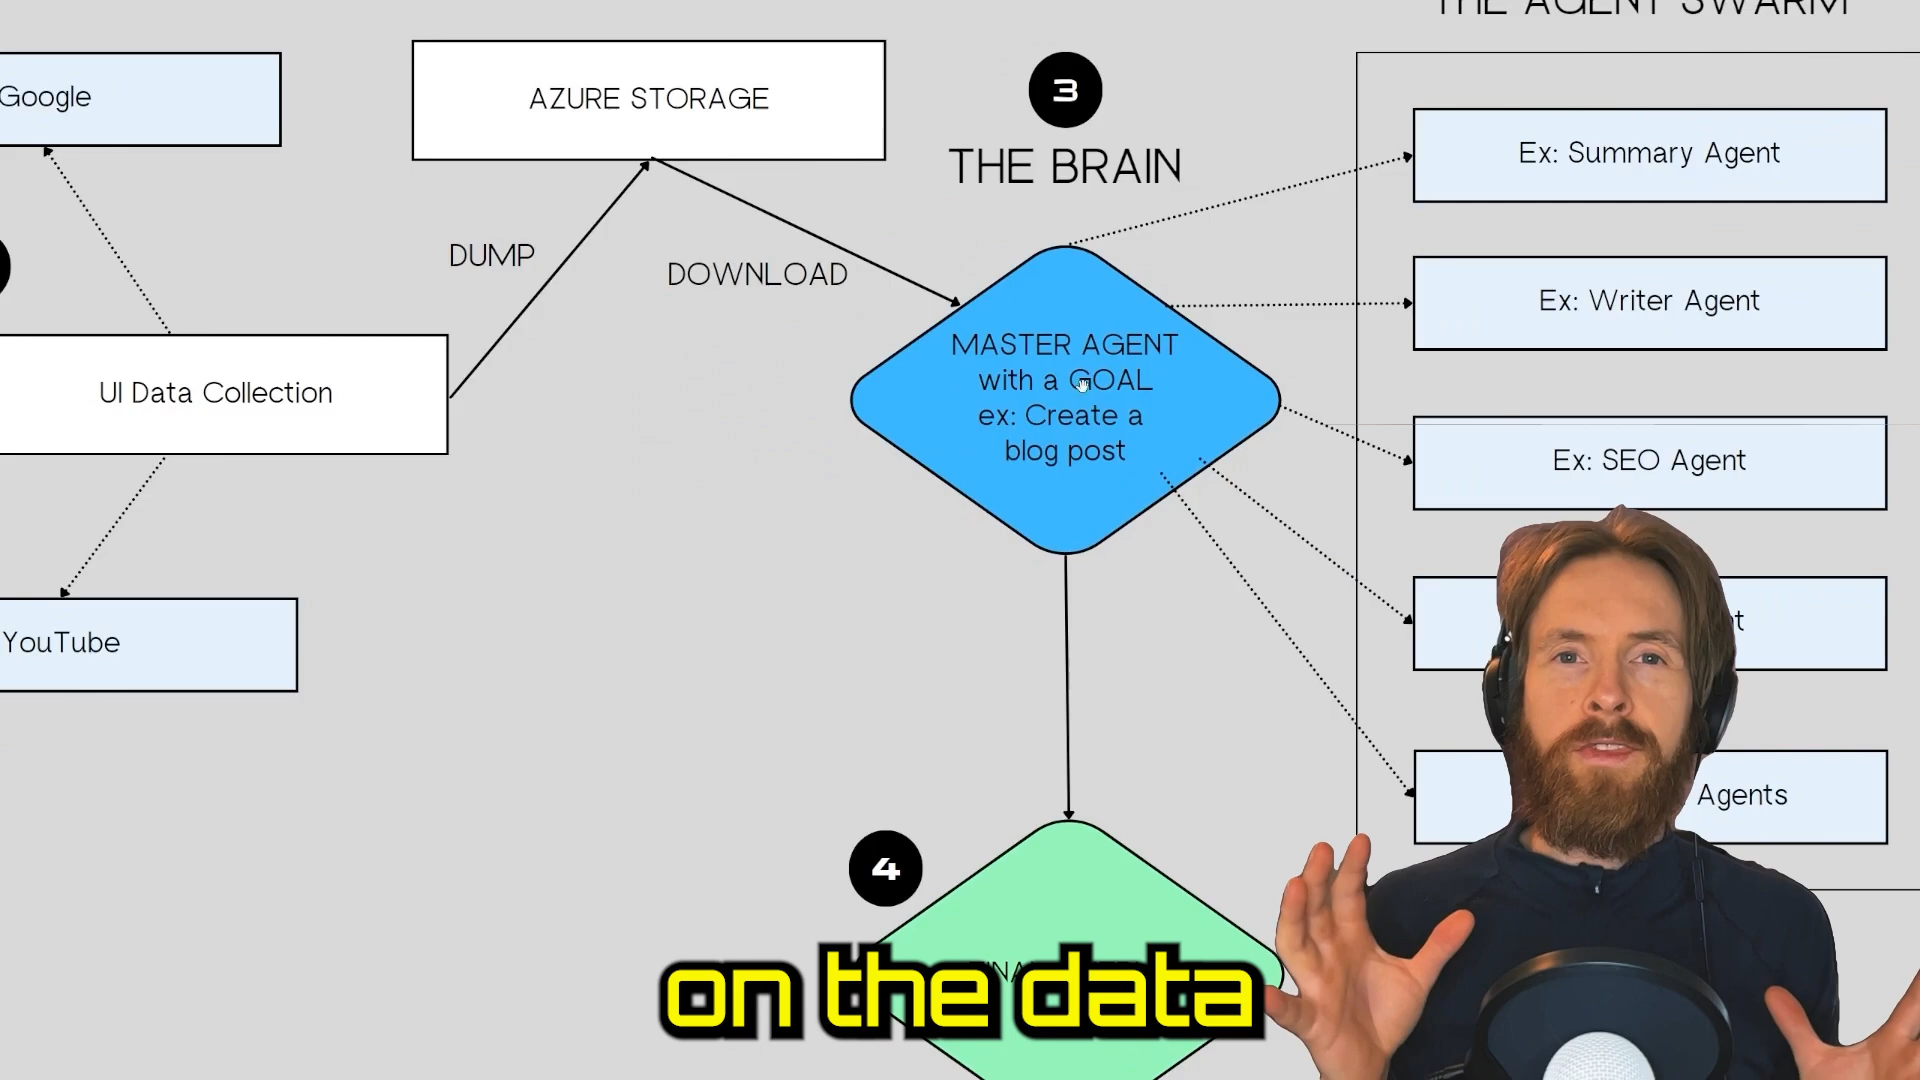 THE AGENT SWARM
Google
AZURE STORAGE
3
THE BRAIN
Ex: Summary Agent
DUMP
DOWNLOAD
Ex: Writer Agent
MASTER AGENT
with a GOAL
ex: Create a
blog post
UI Data Collection
Ex: SEO Agent
YouTube
Agents
4
on the data